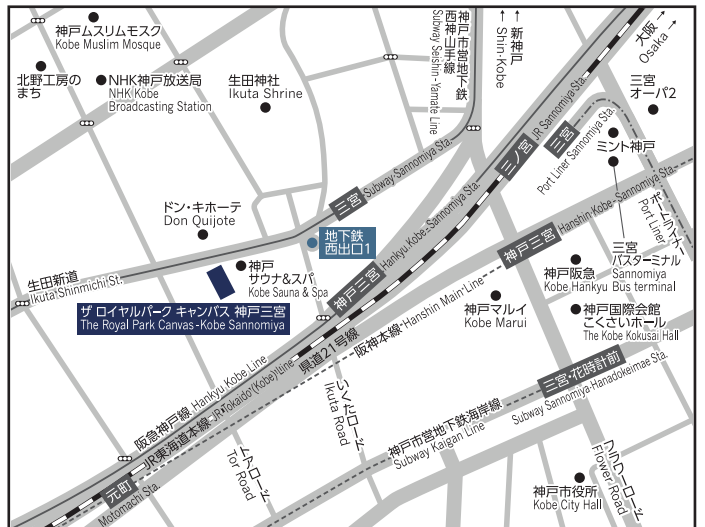 神戸ムスリムモスク
Kobe Muslim Mosque
北野工房の
まち
NHK神戸放送局
NHK Kobe
Broadcasting Station
生田神社
Ikuta Shrine
神戸市営地下鉄
西神山手線
Subway Seishin-Yamate Line
↑新神戸
↑Shin-Kobe
大阪→
Osaka→
三宮
オーパ2
三ノ宮
JR Sannomiya Sta.
三宮
Port Liner Sannomiya Sta.
ミント神戸
三宮
Subway Sannomiya Sta.
ドン・キホーテ
Don Quijote
地下鉄
西出口1
神戸三宮
Hankyu Kobe-Sannomiya Sta.
神戸三宮
Hanshin-Kobe-Sannomiya Sta.
ポートライナー
Port Liner
三宮
バスターミナル
Sannomiya
Bus terminal
生田新道
Ikuta Shinmichi St.
神戸
サウナ&スパ
Kobe Sauna & Spa
神戸阪急
Kobe Hankyu
ザ ロイヤルパーク キャンバス 神戸三宮
The Royal Park Canvas-Kobe Sannomiya
神戸マルイ
Kobe Marui
神戸国際会館
こくさいホール
The Kobe Kokusai Hall
県道21号線
阪神本線 Hanshin Main Line
阪急神戸線 Hankyu Kobe Line
JR東海道本線 JR Tokaido (Kobe) Line
いくたロード
Ikuta Road
三宮・花時計前
Subway Sannomiya-Hanadokeimae Sta.
神戸市営地下鉄海岸線
Subway Kaigan Line
トアロード
Tor Road
元町
Motomachi Sta.
フラワーロード
Flower Road
神戸市役所
Kobe City Hall